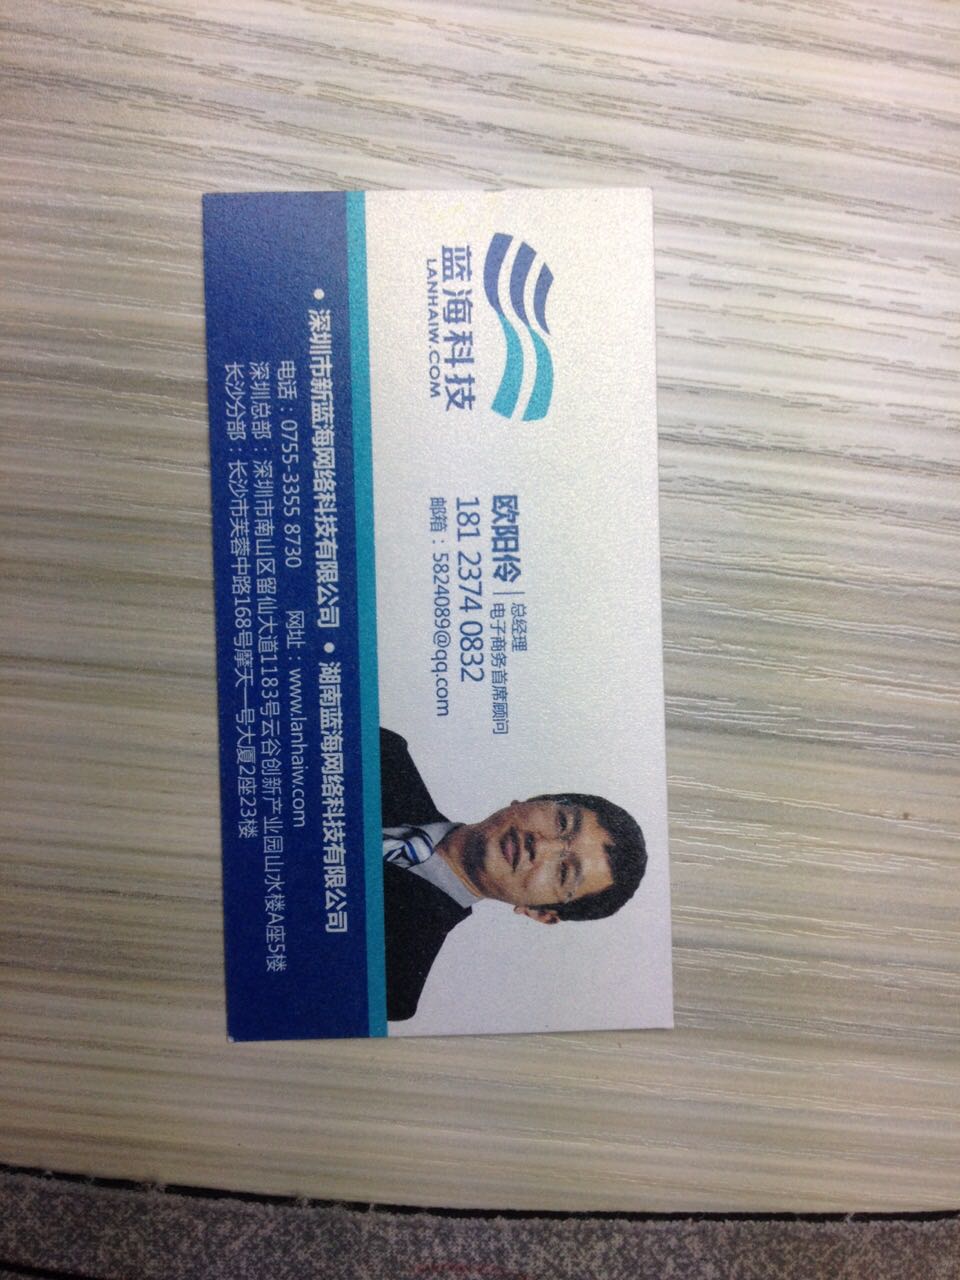 蓝海科技
LANHAIW.COM
欧阳伶
总经理
电子商务首席顾问
181 2374 0832
邮箱：5824089@qq.com
• 深圳市新蓝海网络科技有限公司 • 湖南蓝海网络科技有限公司
电话：0755-3355 8730 网址：www.lanhaiw.com
深圳总部：深圳市南山区留仙大道1183号云谷创新产业园山水楼A座5楼
长沙分部：长沙市芙蓉中路168号摩天一号大厦2座23楼